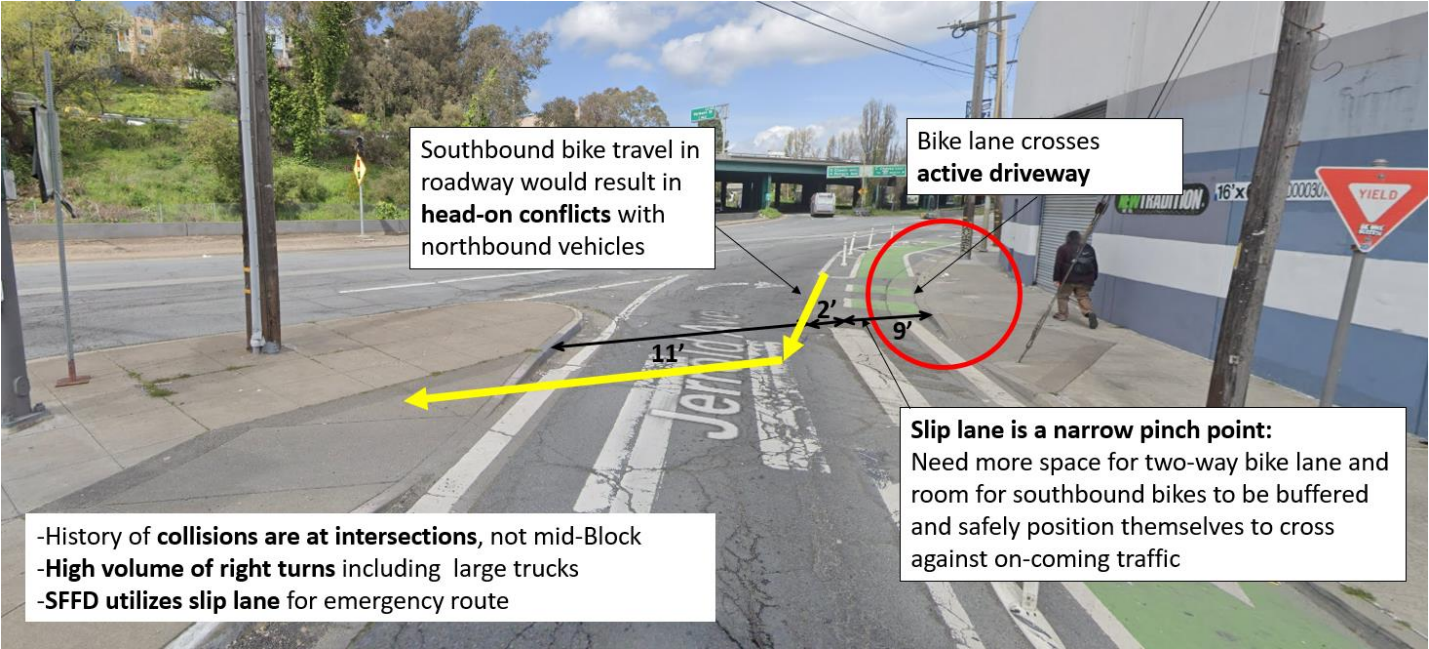 Southbound bike travel in
roadway would result in
head-on conflicts with
northbound vehicles
Bike lane crosses
active driveway
NEW TRADITION.
16'x
YIELD
2’
9’
11’
Slip lane is a narrow pinch point:
Need more space for two-way bike lane and
room for southbound bikes to be buffered
and safely position themselves to cross
against on-coming traffic
-History of collisions are at intersections, not mid-Block
-High volume of right turns including  large trucks
-SFFD utilizes slip lane for emergency route